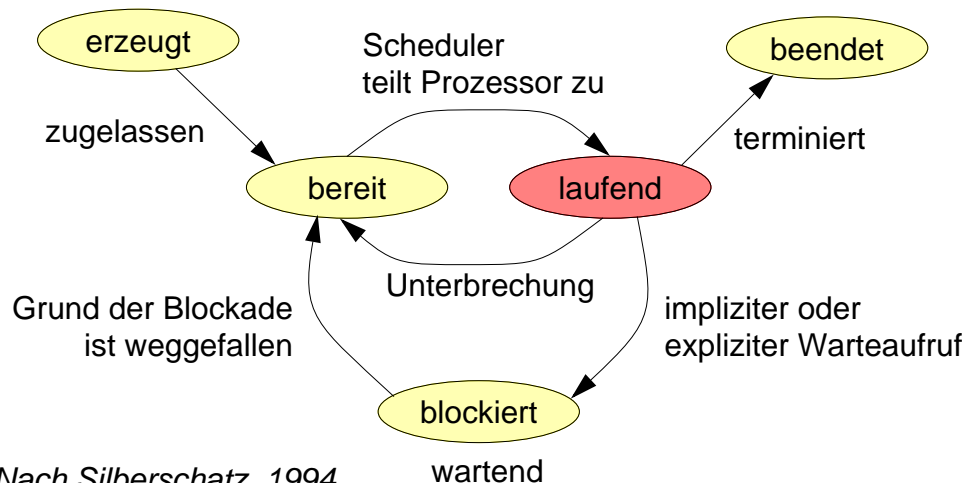 erzeugt
Scheduler
teilt Prozessor zu
beendet
zugelassen
terminiert
bereit
laufend
Unterbrechung
Grund der Blockade
ist weggefallen
impliziter oder
expliziter Warteaufruf
blockiert
wartend
Nach Silberschatz, 1994